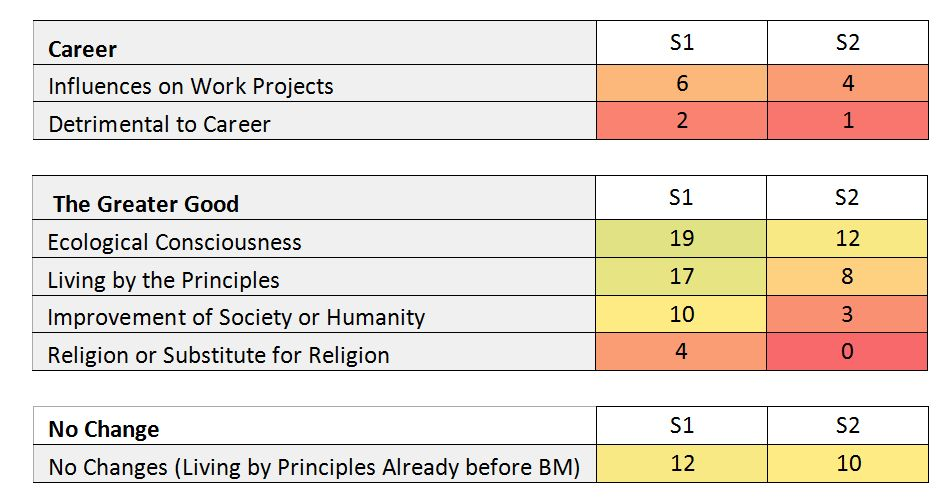 Career S1 S2
Influences on Work Projects 6 4
Detrimental to Career 2 1
The Greater Good S1 S2
Ecological Consciousness 19 12
Living by the Principles 17 8
Improvement of Society or Humanity 10 3
Religion or Substitute for Religion 4 0
No Change S1 S2
No Changes (Living by Principles Already before BM) 12 10